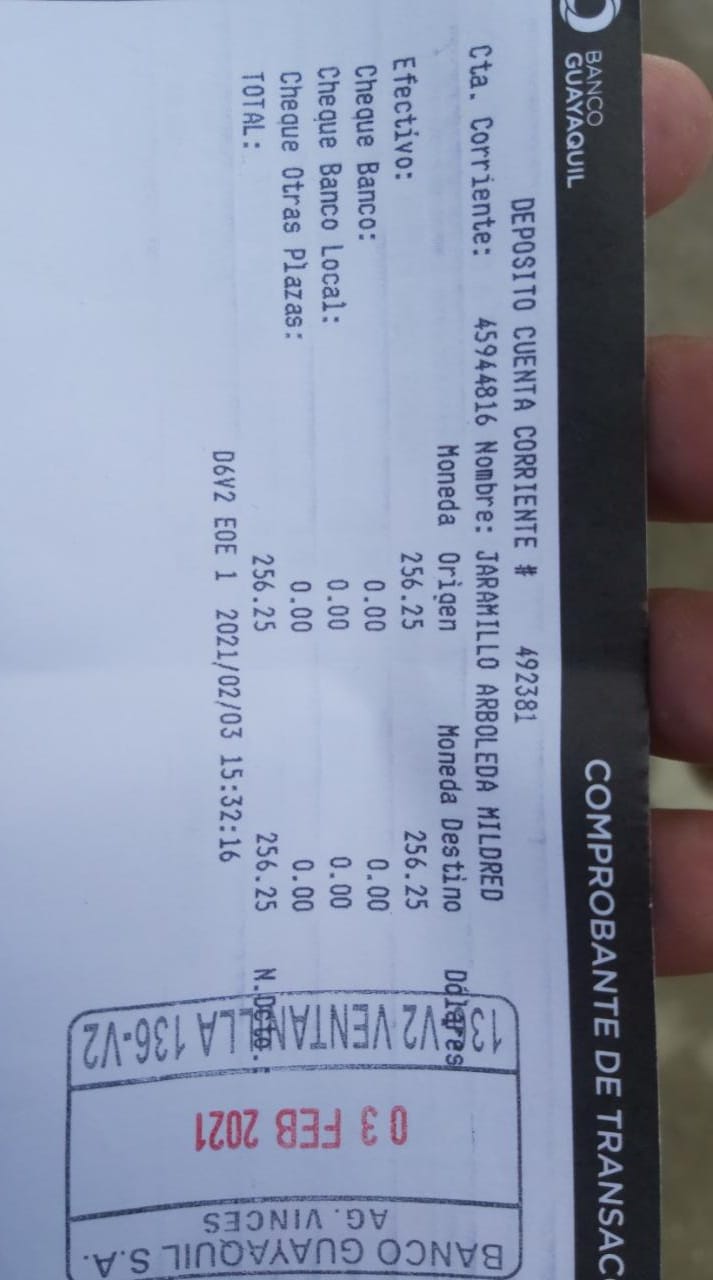 BANCO
GUAYAQUIL
COMPROBANTE DE TRANSAC
DEPOSITO CUENTA CORRIENTE # 492381
Cta. Corriente: 45944816 Nombre: JARAMILLO ARBOLEDA MILDRED
Moneda Origen Moneda Destino Dólares
Efectivo: 256.25 256.25
Cheque Banco: 0.00 0.00
Cheque Banco Local: 0.00 0.00
Cheque Otras Plazas: 0.00 0.00
TOTAL: 256.25 256.25 N.Dcto.:
D6V2 EOE 1 2021/02/03 15:32:16
BANCO GUAYAQUIL S.A.
AG. VINCES
03 FEB 2021
136-V2 VENTANILLA 136-V2